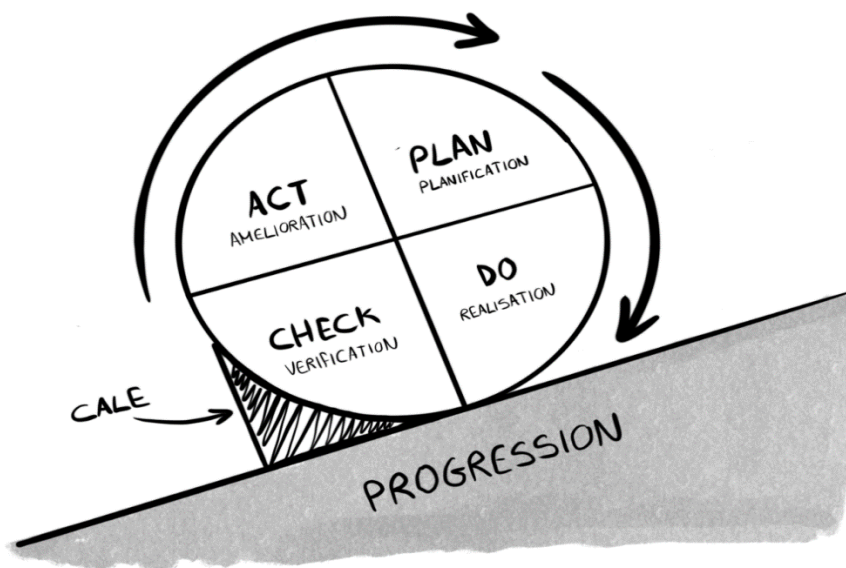 PLAN
PLANIFICATION
ACT
AMELIORATION
DO
REALISATION
CHECK
VERIFICATION
CALE
PROGRESSION